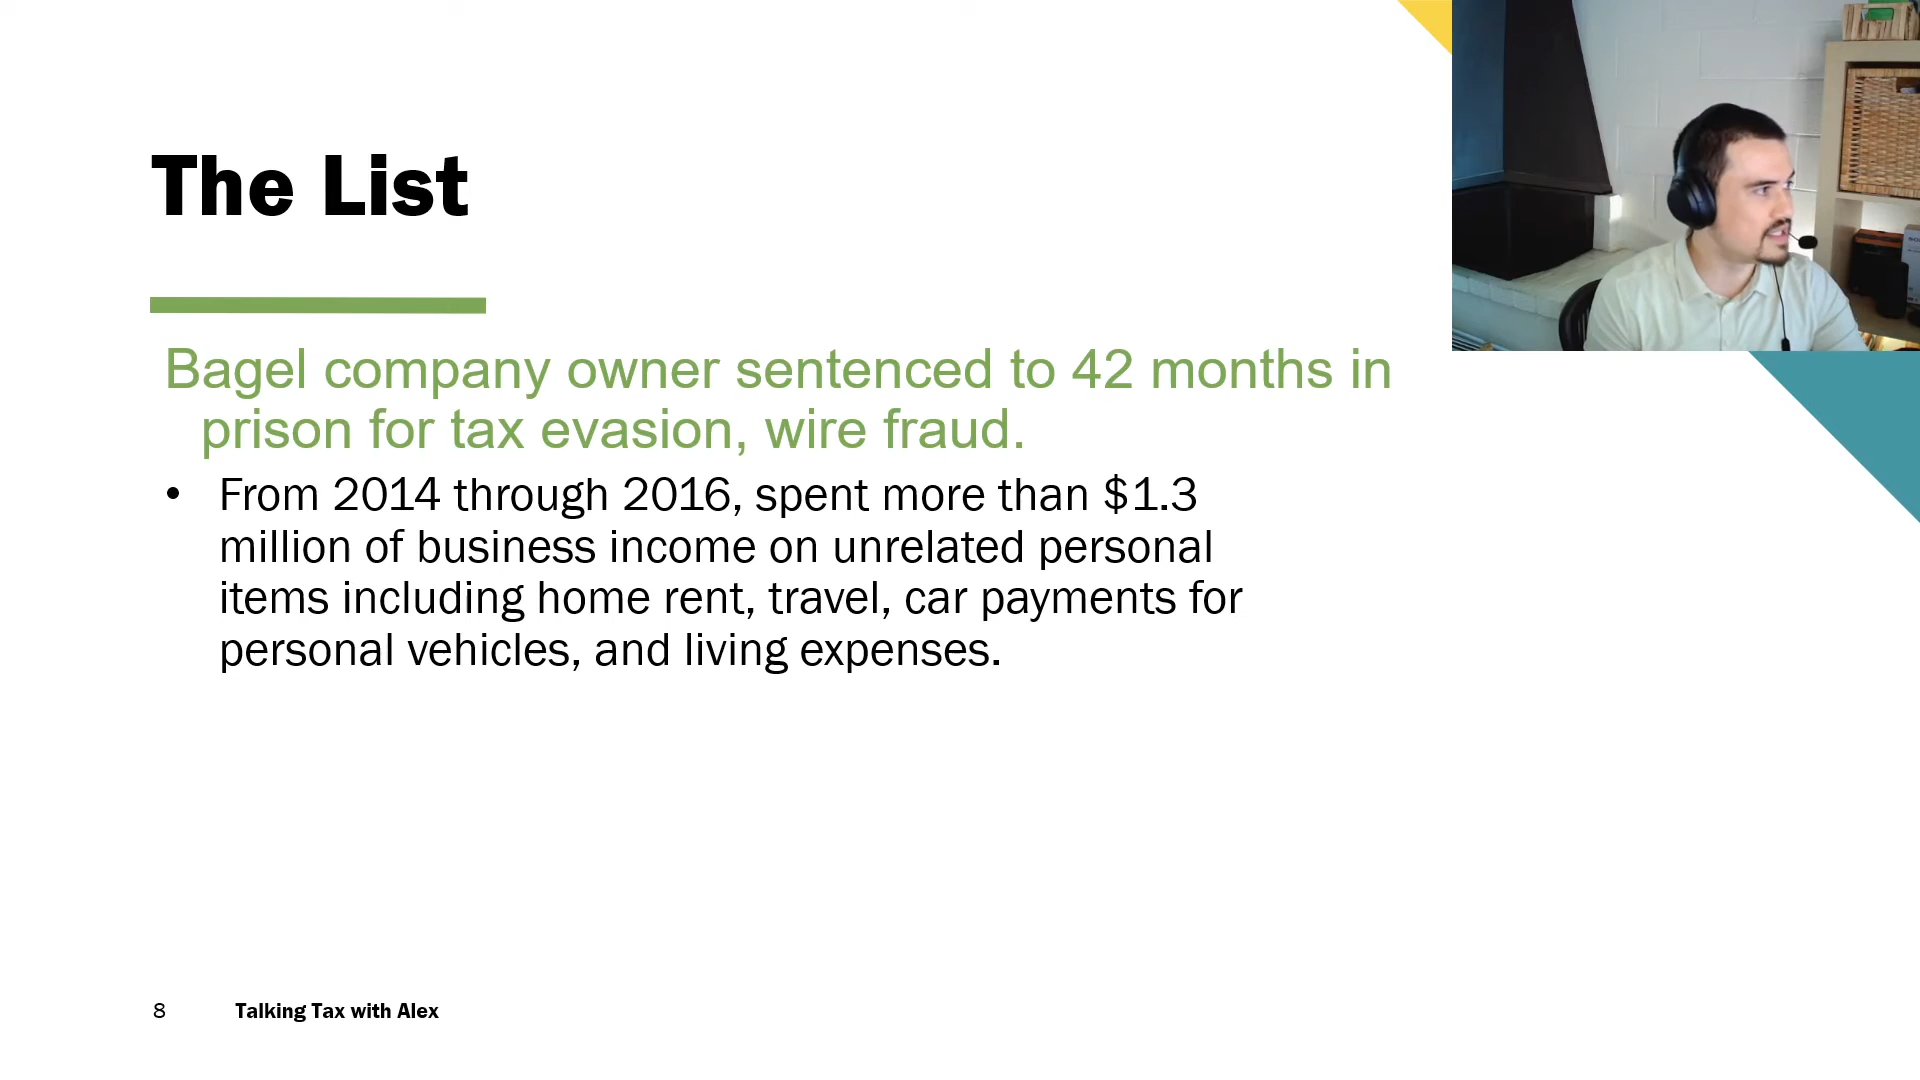 The List
Bagel company owner sentenced to 42 months in
prison for tax evasion, wire fraud.
• From 2014 through 2016, spent more than $1.3
million of business income on unrelated personal
items including home rent, travel, car payments for
personal vehicles, and living expenses.
8 Talking Tax with Alex